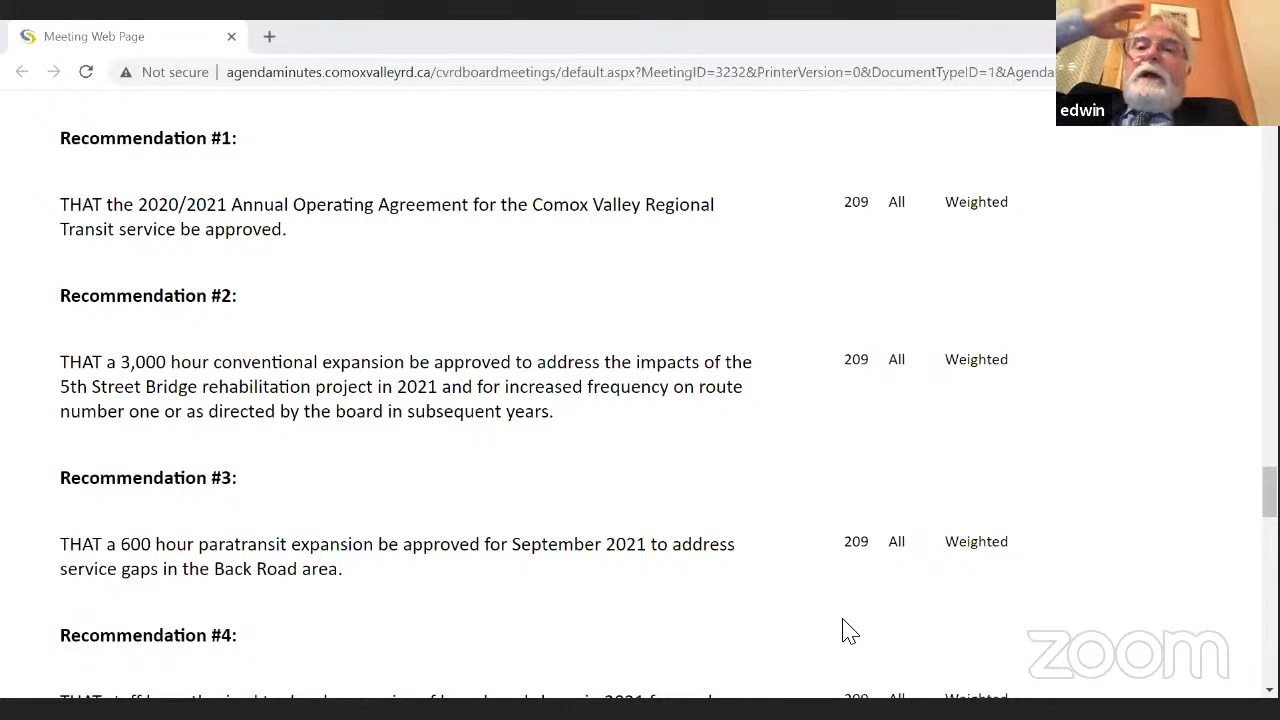 Meeting Web Page
Not secure
agendaminutes.comoxvalleyrd.ca/cvrdboardmeetings/default.aspx?MeetingID=3232&PrinterVersion=0&DocumentTypeID=1&Agenda
edwin
Recommendation #1:
THAT the 2020/2021 Annual Operating Agreement for the Comox Valley Regional 209 All Weighted
Transit service be approved.
Recommendation #2:
THAT a 3,000 hour conventional expansion be approved to address the impacts of the 209 All Weighted
5th Street Bridge rehabilitation project in 2021 and for increased frequency on route
number one or as directed by the board in subsequent years.
Recommendation #3:
THAT a 600 hour paratransit expansion be approved for September 2021 to address 209 All Weighted
service gaps in the Back Road area.
Recommendation #4:
zoom